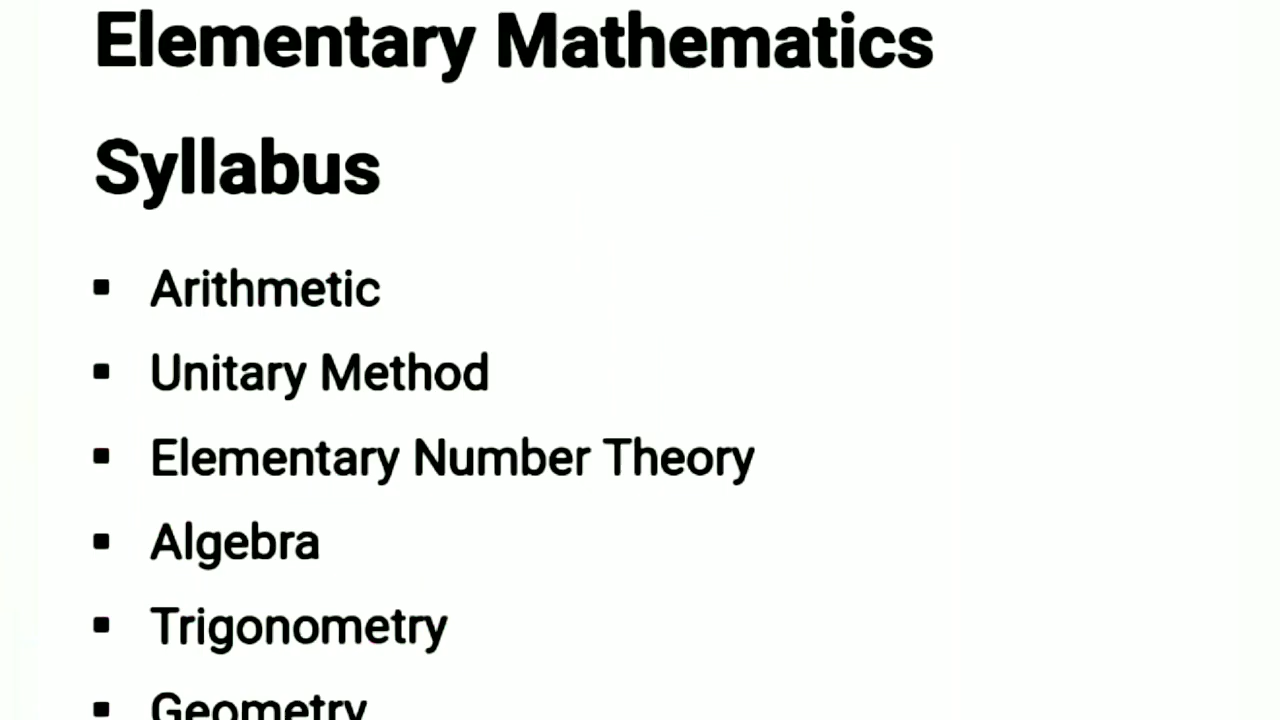 Elementary Mathematics
Syllabus
▪ Arithmetic
▪ Unitary Method
▪ Elementary Number Theory
▪ Algebra
▪ Trigonometry
▪ Geometry